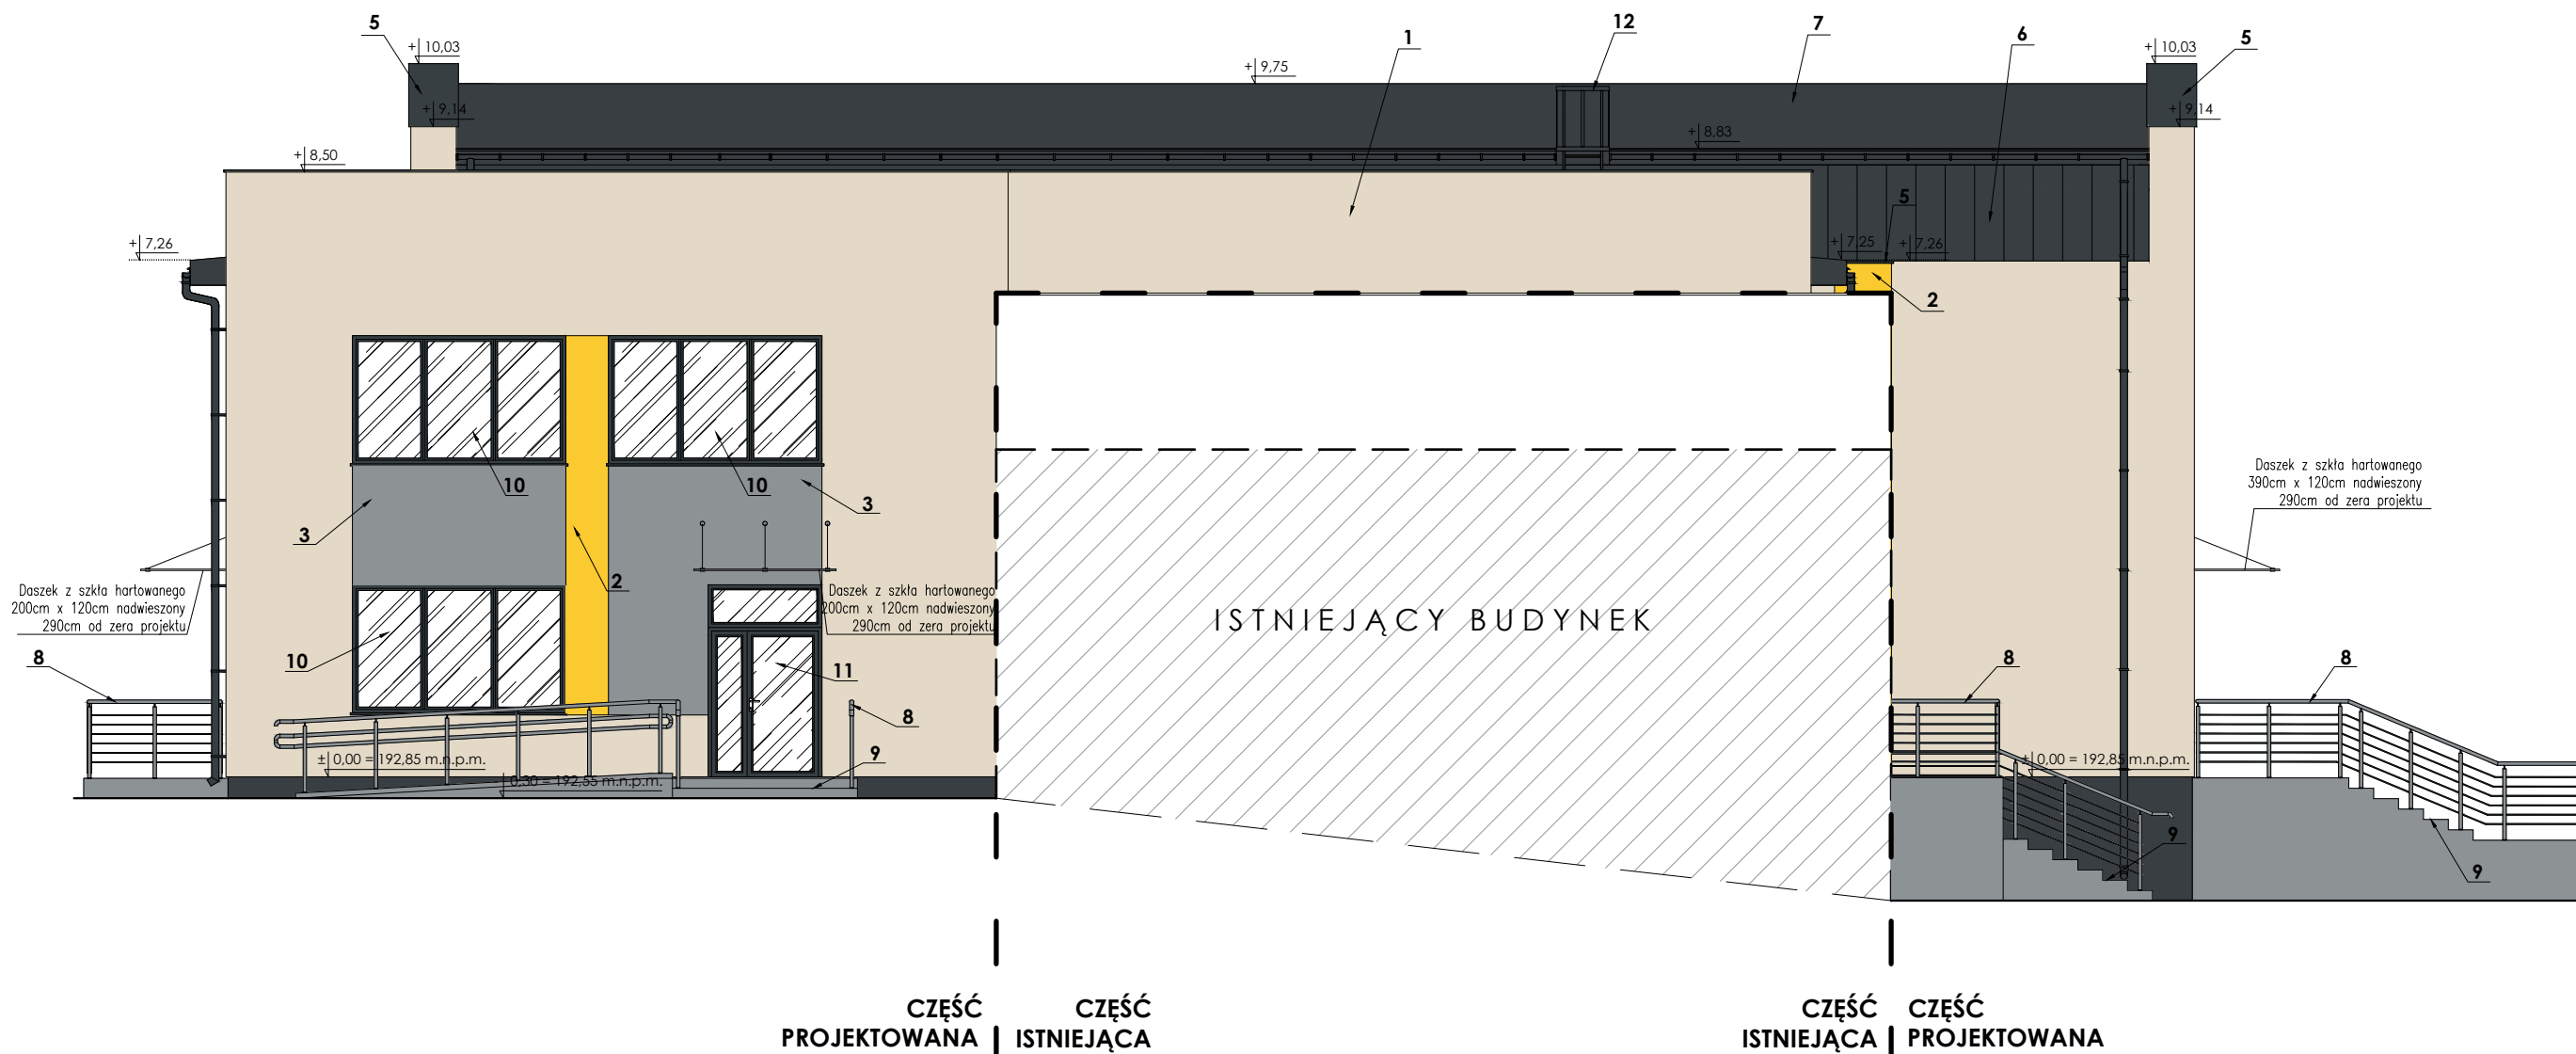 5
+ 10,03
+ 9,14
+ 9,75
1
12
7
6
+ 10,03
5
+ 9,14
+ 8,50
+ 8,83
+ 7,26
5
+ 7,25
+ 7,26
2
10
10
3
3
2
Daszek z szkła hartowanego
200cm x 120cm nadwieszony
290cm od zera projektu
Daszek z szkła hartowanego
200cm x 120cm nadwieszony
290cm od zera projektu
Daszek z szkła hartowanego
390cm x 120cm nadwieszony
290cm od zera projektu
ISTNIEJĄCY BUDYNEK
8
10
11
8
9
8
8
± 0,00 = 192,85 m.n.p.m.
- 0,30 = 192,55 m.n.p.m.
± 0,00 = 192,85 m.n.p.m.
9
9
CZĘŚĆ
PROJEKTOWANA
CZĘŚĆ
ISTNIEJĄCA
CZĘŚĆ
ISTNIEJĄCA
CZĘŚĆ
PROJEKTOWANA